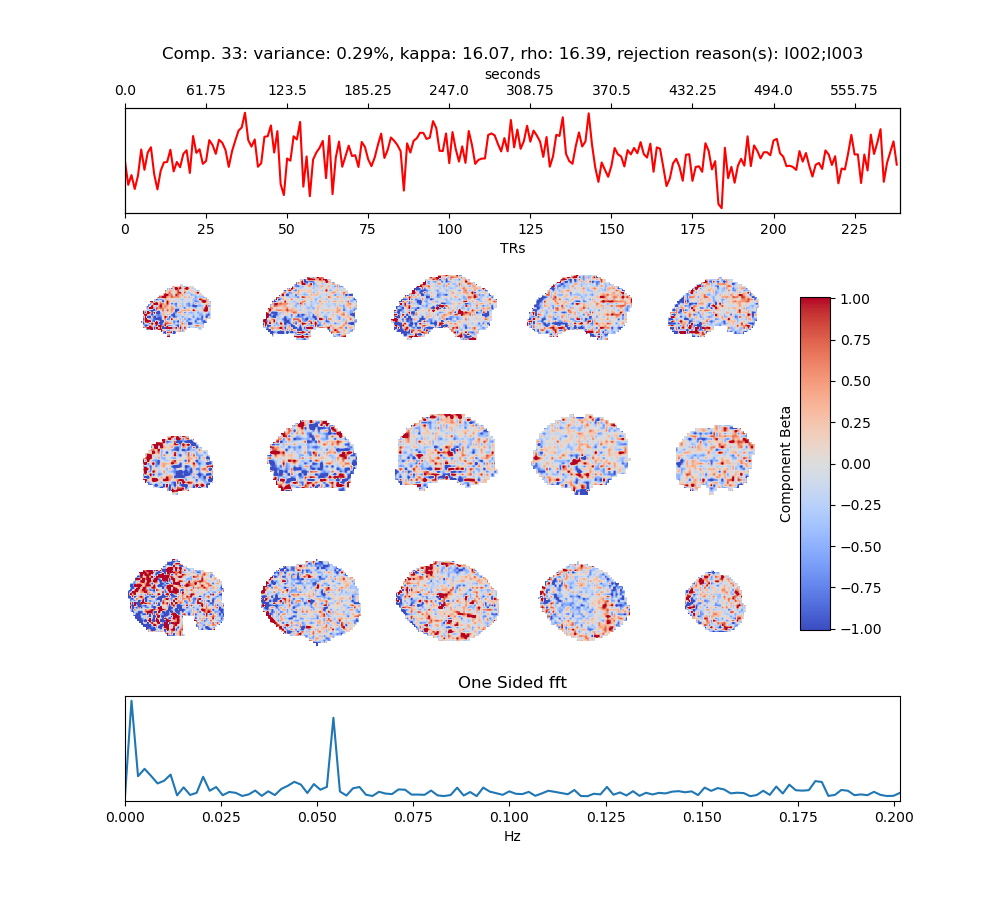 Comp. 33: variance: 0.29%, kappa: 16.07, rho: 16.39, rejection reason(s): I002;I003
seconds
0.0 61.75 123.5 185.25 247.0 308.75 370.5 432.25 494.0 555.75
0 25 50 75 100 125 150 175 200 225
TRs
1.00
0.75
0.50
0.25
0.00
−0.25
−0.50
−0.75
−1.00
Component Beta
One Sided fft
0.000 0.025 0.050 0.075 0.100 0.125 0.150 0.175 0.200
Hz